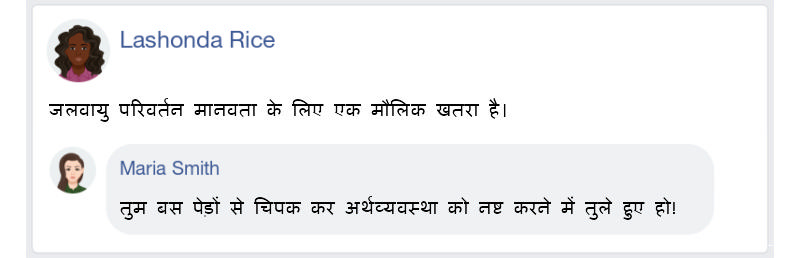 Lashonda Rice
जलवायु परिवर्तन मानवता के लिए एक मौलिक खतरा है।
Maria Smith
तुम बस पेड़ों से चिपक कर अर्थव्यवस्था को नष्ट करने में तुले हुए हो!